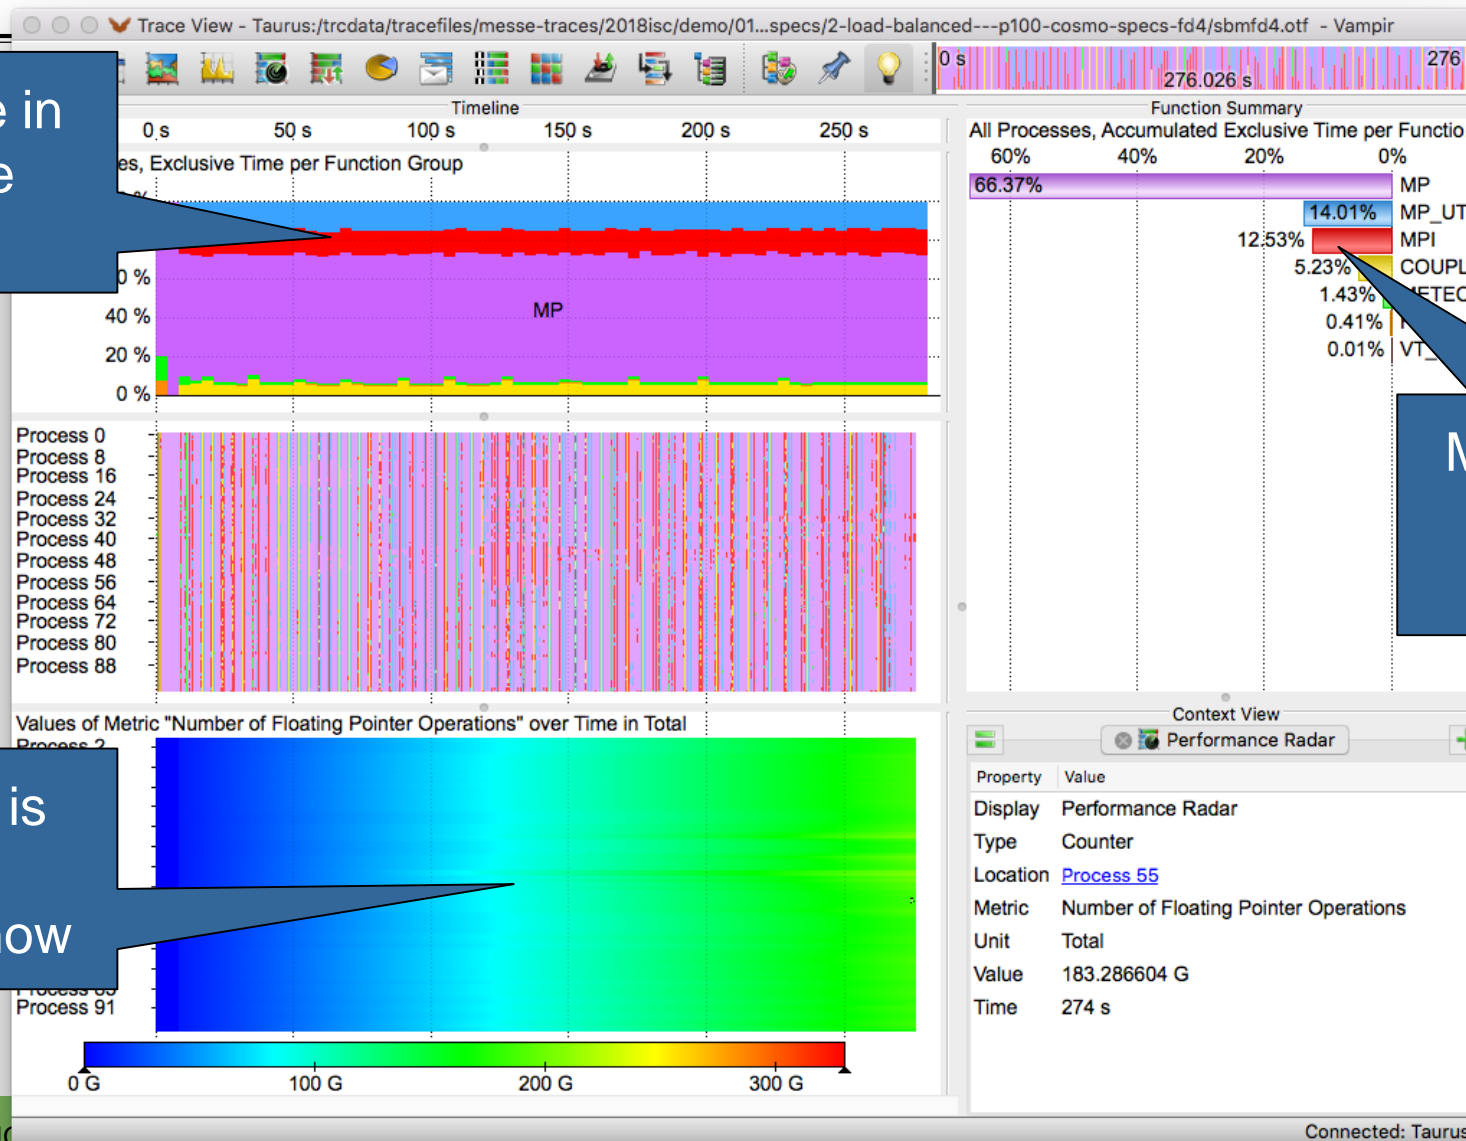 Trace View - Taurus:/trcdata/tracefiles/messe-traces/2018isc/demo/01...specs/2-load-balanced---p100-cosmo-specs-fd4/sbmfd4.otf - Vampir
0 s
276.026 s
276
Timeline
0 s 50 s 100 s 150 s 200 s 250 s
es, Exclusive Time per Function Group
%
0 %
40 %
20 %
0 %
MP
in
Process 0
Process 8
Process 16
Process 24
Process 32
Process 40
Process 48
Process 56
Process 64
Process 72
Process 80
Process 88
Values of Metric "Number of Floating Pointer Operations" over Time in Total
Process 2
is
now
Process 91
0 G 100 G 200 G 300 G
Function Summary
All Processes, Accumulated Exclusive Time per Functio
60% 40% 20% 0%
66.37% MP
14.01% MP_UT
12.53% MPI
5.23% COUPL
1.43% METEO
0.41%
0.01% VT_
M
Context View
Performance Radar
Property Value
Display Performance Radar
Type Counter
Location Process 55
Metric Number of Floating Pointer Operations
Unit Total
Value 183.286604 G
Time 274 s
Connected: Taurus